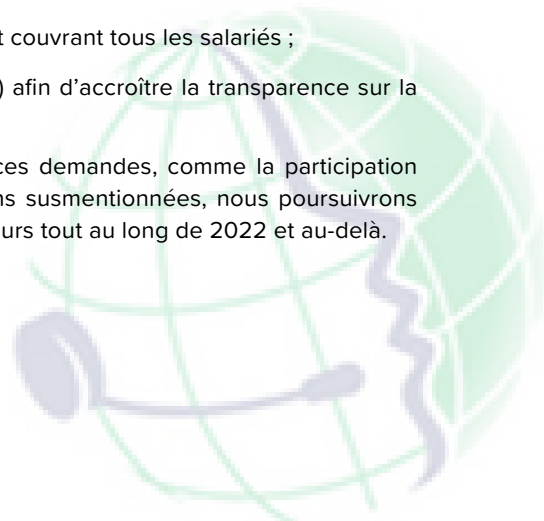 t couvrant tous les salariés ;
) afin d’accroître la transparence sur la
ces demandes, comme la participation
ns susmentionnées, nous poursuivrons
urs tout au long de 2022 et au-delà.